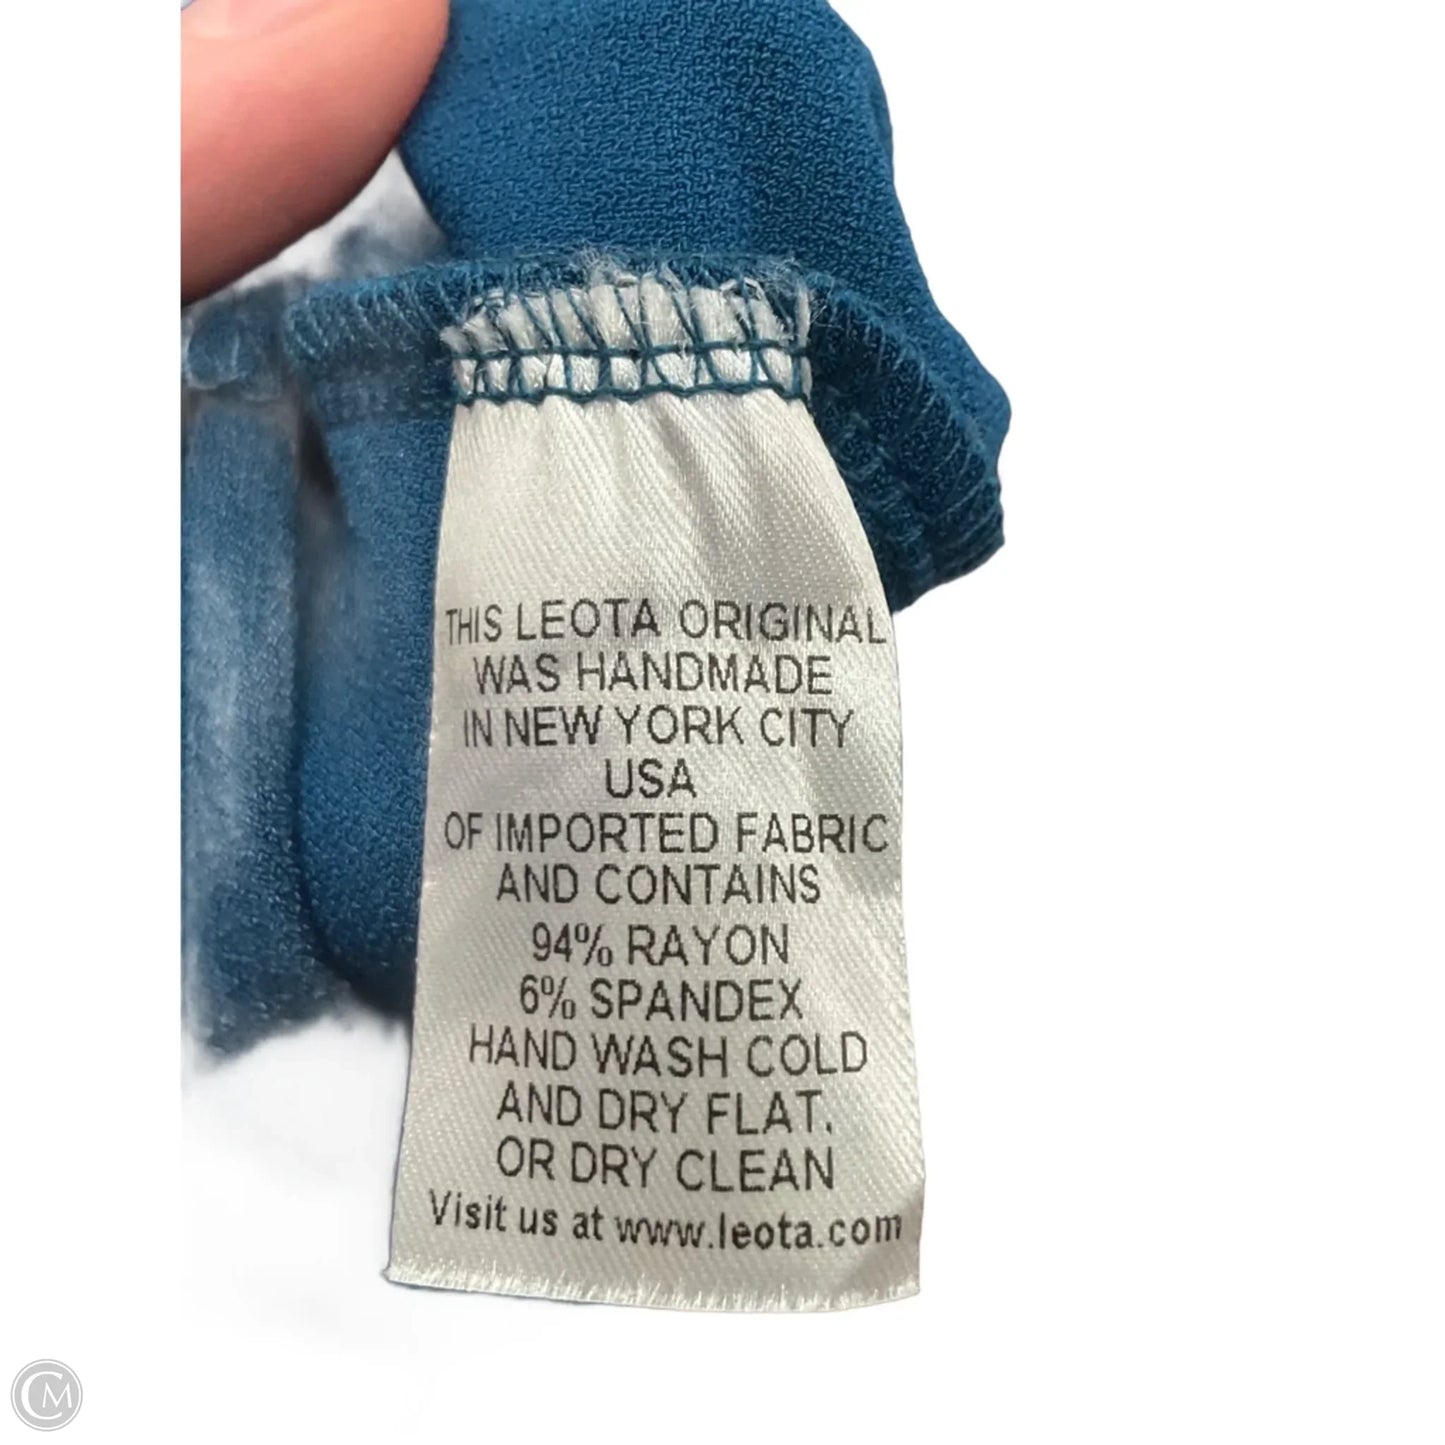 THIS LEOTA ORIGINAL
WAS HANDMADE
IN NEW YORK CITY
USA
OF IMPORTED FABRIC
AND CONTAINS
94% RAYON
6% SPANDEX
HAND WASH COLD
AND DRY FLAT.
OR DRY CLEAN
Visit us at www.leota.com
CM